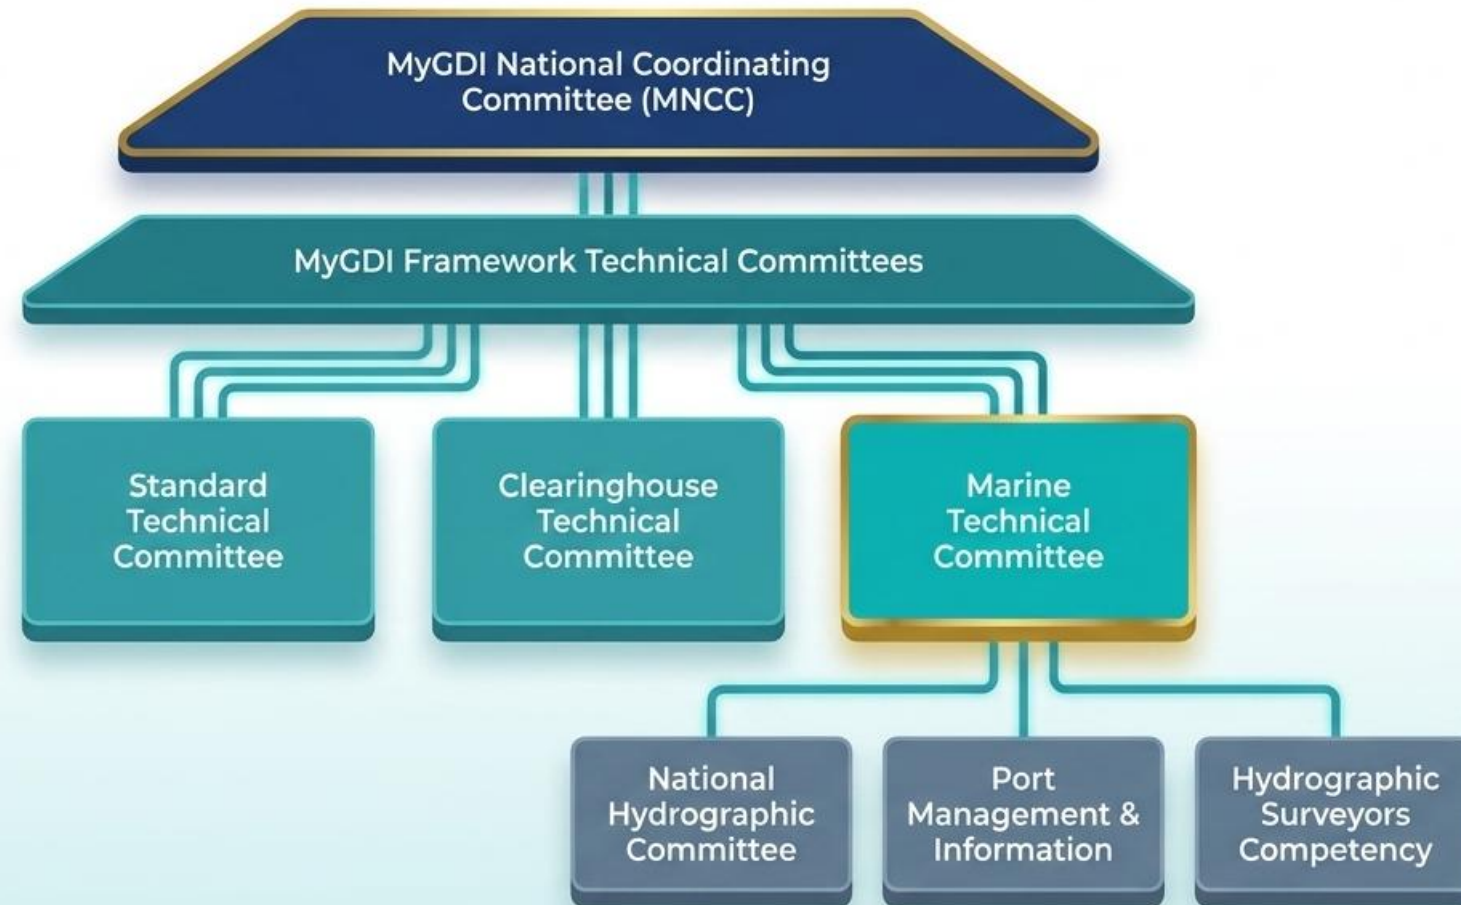 MyGDI National Coordinating
Committee (MNCC)
MyGDI Framework Technical Committees
Standard
Technical
Committee
Clearinghouse
Technical
Committee
Marine
Technical
Committee
National
Hydrographic
Committee
Port
Management &
Information
Hydrographic
Surveyors
Competency